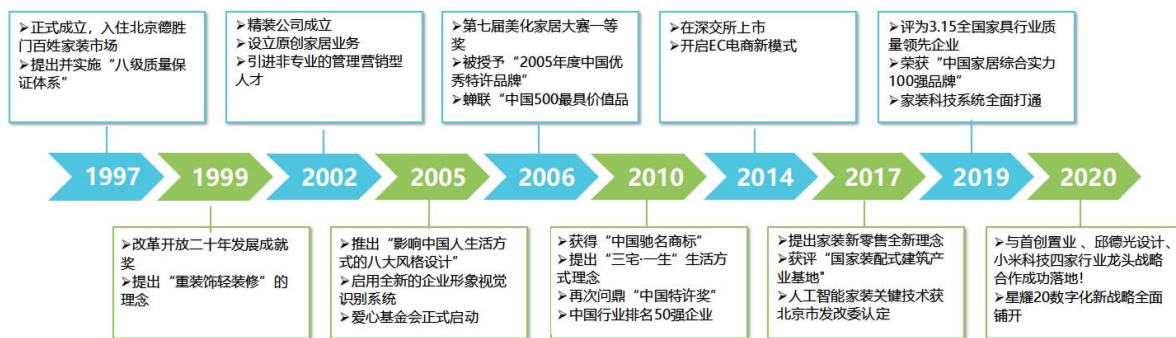 ➢正式成立，入住北京德胜
门百姓家装市场
➢提出并实施“八级质量保
证体系”
➢精装公司成立
➢设立原创家居业务
➢引进非专业的管理营销型
人才
➢第七届美化家居大赛一等
奖
➢被授予“2005年度中国优
秀特许品牌”
➢蝉联“中国500最具价值品
➢在深交所上市
➢开启EC电商新模式
➢评为3.15全国家具行业质
量领先企业
➢荣获“中国家居综合实力
100强品牌”
➢家装科技系统全面打通
1997
1999
2002
2005
2006
2010
2014
2017
2019
2020
➢改革开放二十年发展成就
奖
➢提出“重装饰轻装修”的
理念
➢推出“影响中国人生活方式
的八大风格设计”
➢启用全新的企业形象视觉
识别系统
➢爱心基金会正式启动
➢获得“中国驰名商标”
➢提出“三宅·一生”生活方
式理念
➢再次问鼎“中国特许奖”
➢中国行业排名50强企业
➢提出家装新零售全新理念
➢获评“国家装配式建筑产
业基地"
➢人工智能家装关键技术获
北京市发改委认定
➢与首创置业 、邱德光设计、
小米科技四家行业龙头战略
合作成功落地！
➢星耀20数字化新战略全面
铺开